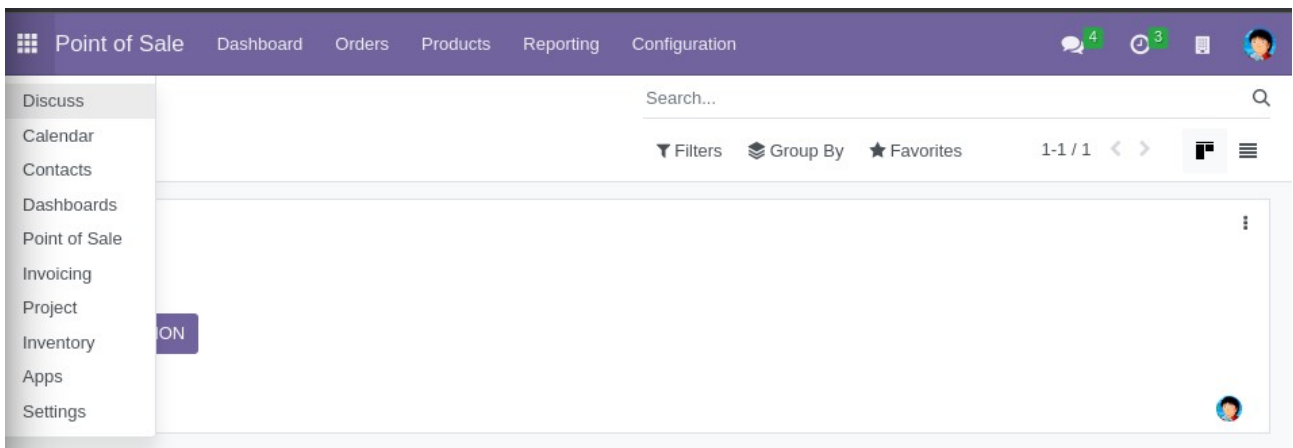 Point of Sale Dashboard Orders Products Reporting Configuration 4 3
Discuss
Search...
Calendar
Filters Group By Favorites 1-1 / 1
Contacts
Dashboards
Point of Sale
Invoicing
Project
ION
Inventory
Apps
Settings